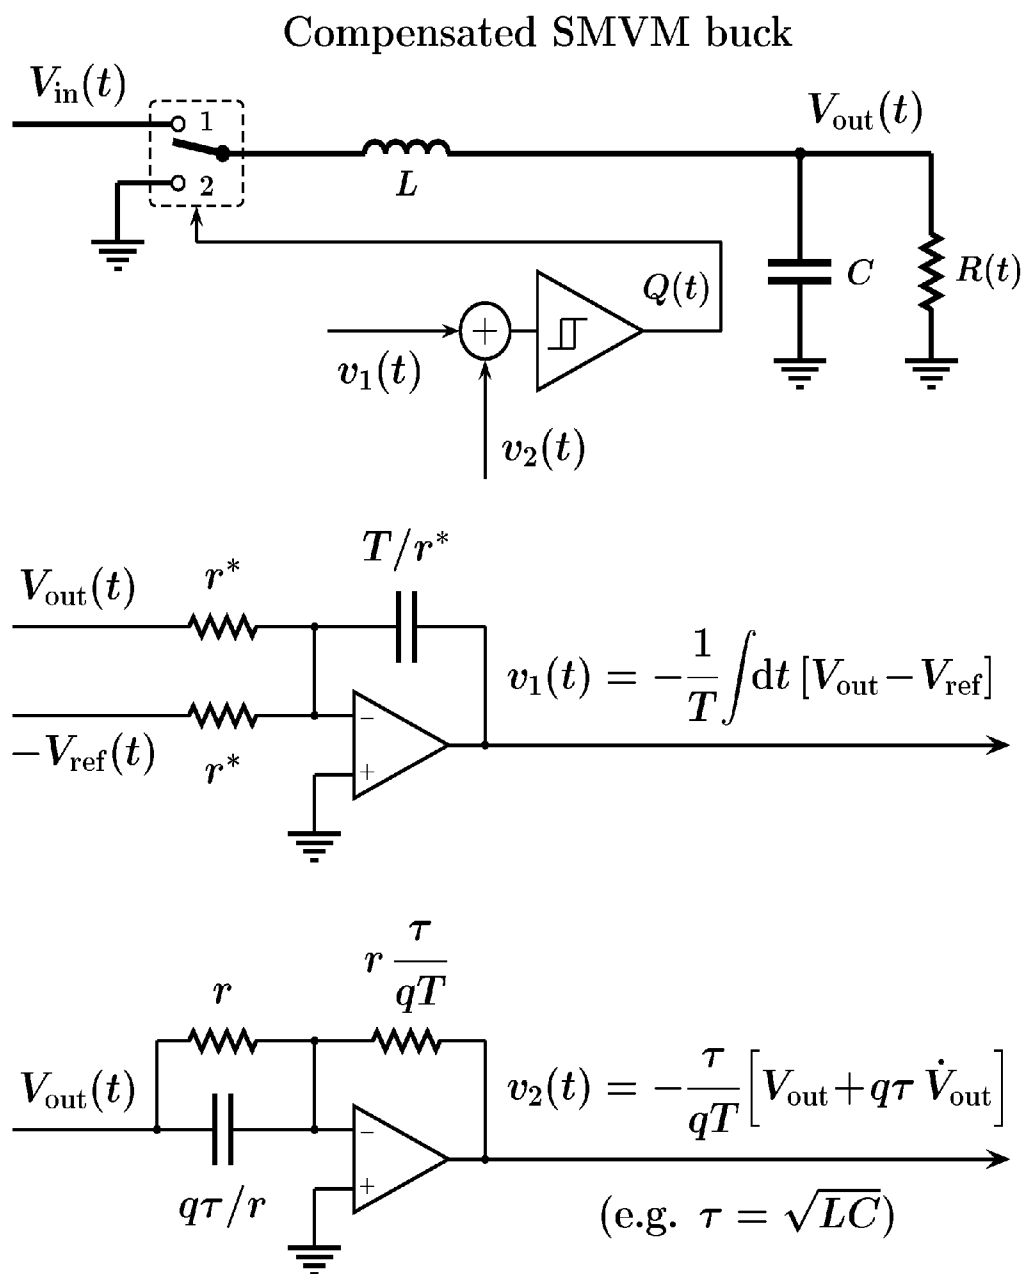 Compensated SMVM buck
V_in(t)
1
2
L
V_out(t)
C
R(t)
Q(t)
+
v_1(t)
v_2(t)
T/r*
V_out(t)
r*
−V_ref(t)
r*
−
+
v_1(t) = −1/T ∫dt [V_out − V_ref]
r τ/qT
r
V_out(t)
qτ/r
−
+
v_2(t) = −τ/qT [V_out + qτ V̇_out]
(e.g. τ = √LC)